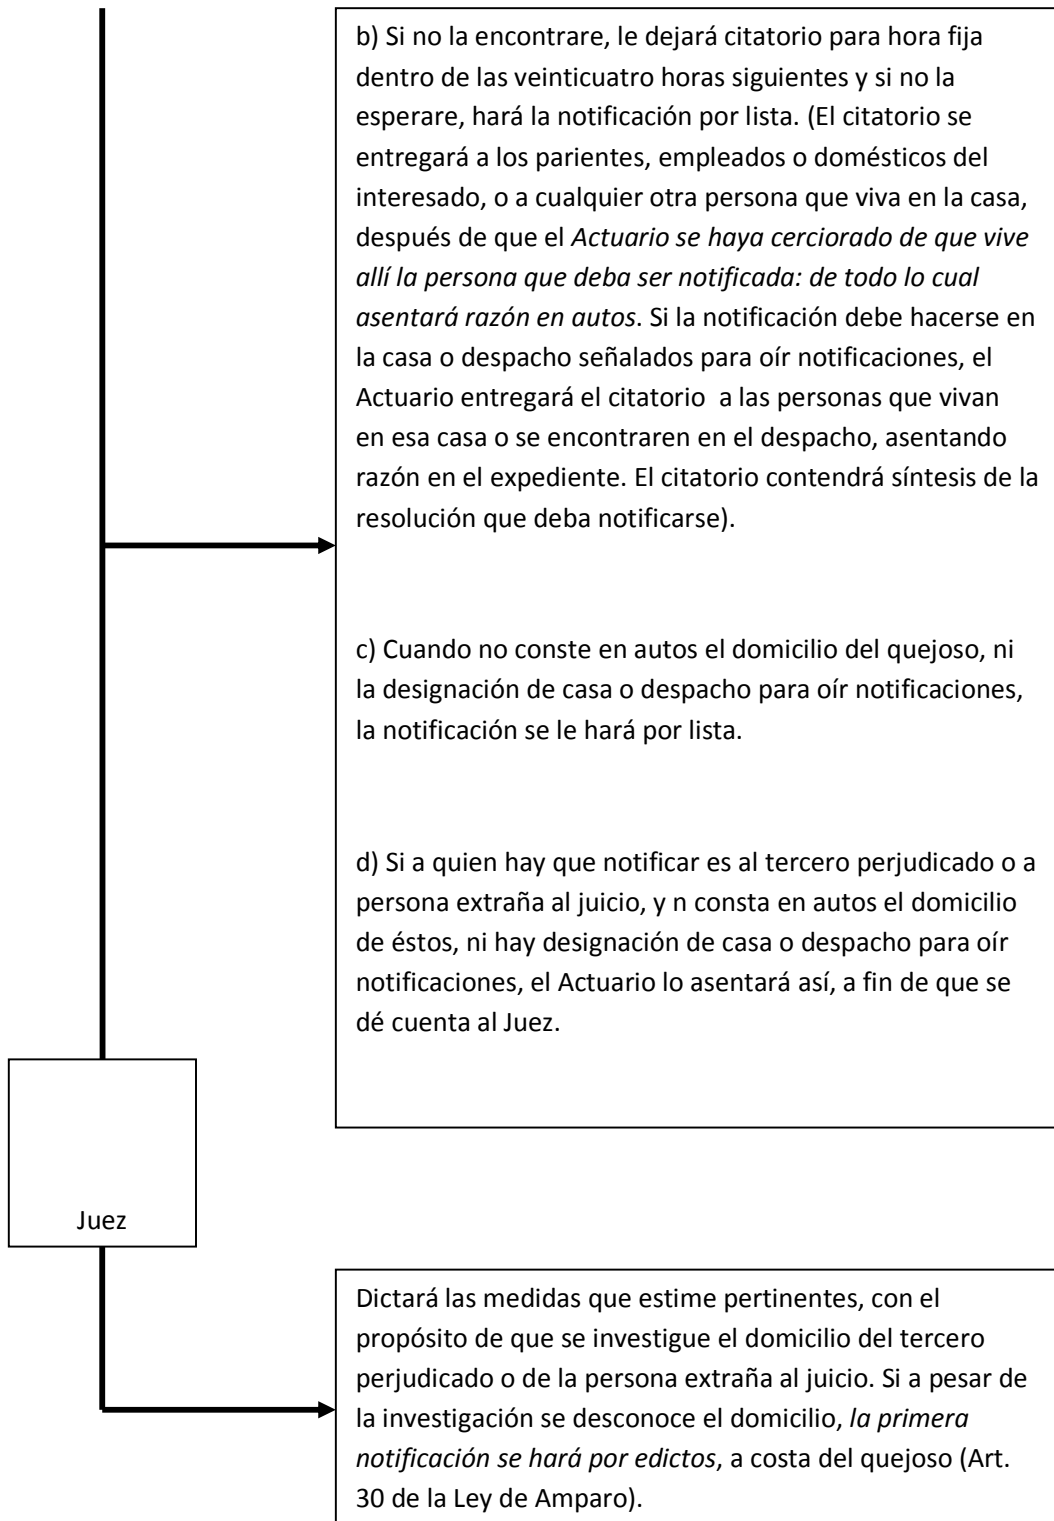 b) Si no la encontrare, le dejará citatorio para hora fija
dentro de las veinticuatro horas siguientes y si no la
esperare, hará la notificación por lista. (El citatorio se
entregará a los parientes, empleados o domésticos del
interesado, o a cualquier otra persona que viva en la casa,
después de que el Actuario se haya cerciorado de que vive
allí la persona que deba ser notificada: de todo lo cual
asentará razón en autos. Si la notificación debe hacerse en
la casa o despacho señalados para oír notificaciones, el
Actuario entregará el citatorio  a las personas que vivan
en esa casa o se encontraren en el despacho, asentando
razón en el expediente. El citatorio contendrá síntesis de la
resolución que deba notificarse).
c) Cuando no conste en autos el domicilio del quejoso, ni
la designación de casa o despacho para oír notificaciones,
la notificación se le hará por lista.
d) Si a quien hay que notificar es al tercero perjudicado o a
persona extraña al juicio, y n consta en autos el domicilio
de éstos, ni hay designación de casa o despacho para oír
notificaciones, el Actuario lo asentará así, a fin de que se
dé cuenta al Juez.
Juez
Dictará las medidas que estime pertinentes, con el
propósito de que se investigue el domicilio del tercero
perjudicado o de la persona extraña al juicio. Si a pesar de
la investigación se desconoce el domicilio, la primera
notificación se hará por edictos, a costa del quejoso (Art.
30 de la Ley de Amparo).